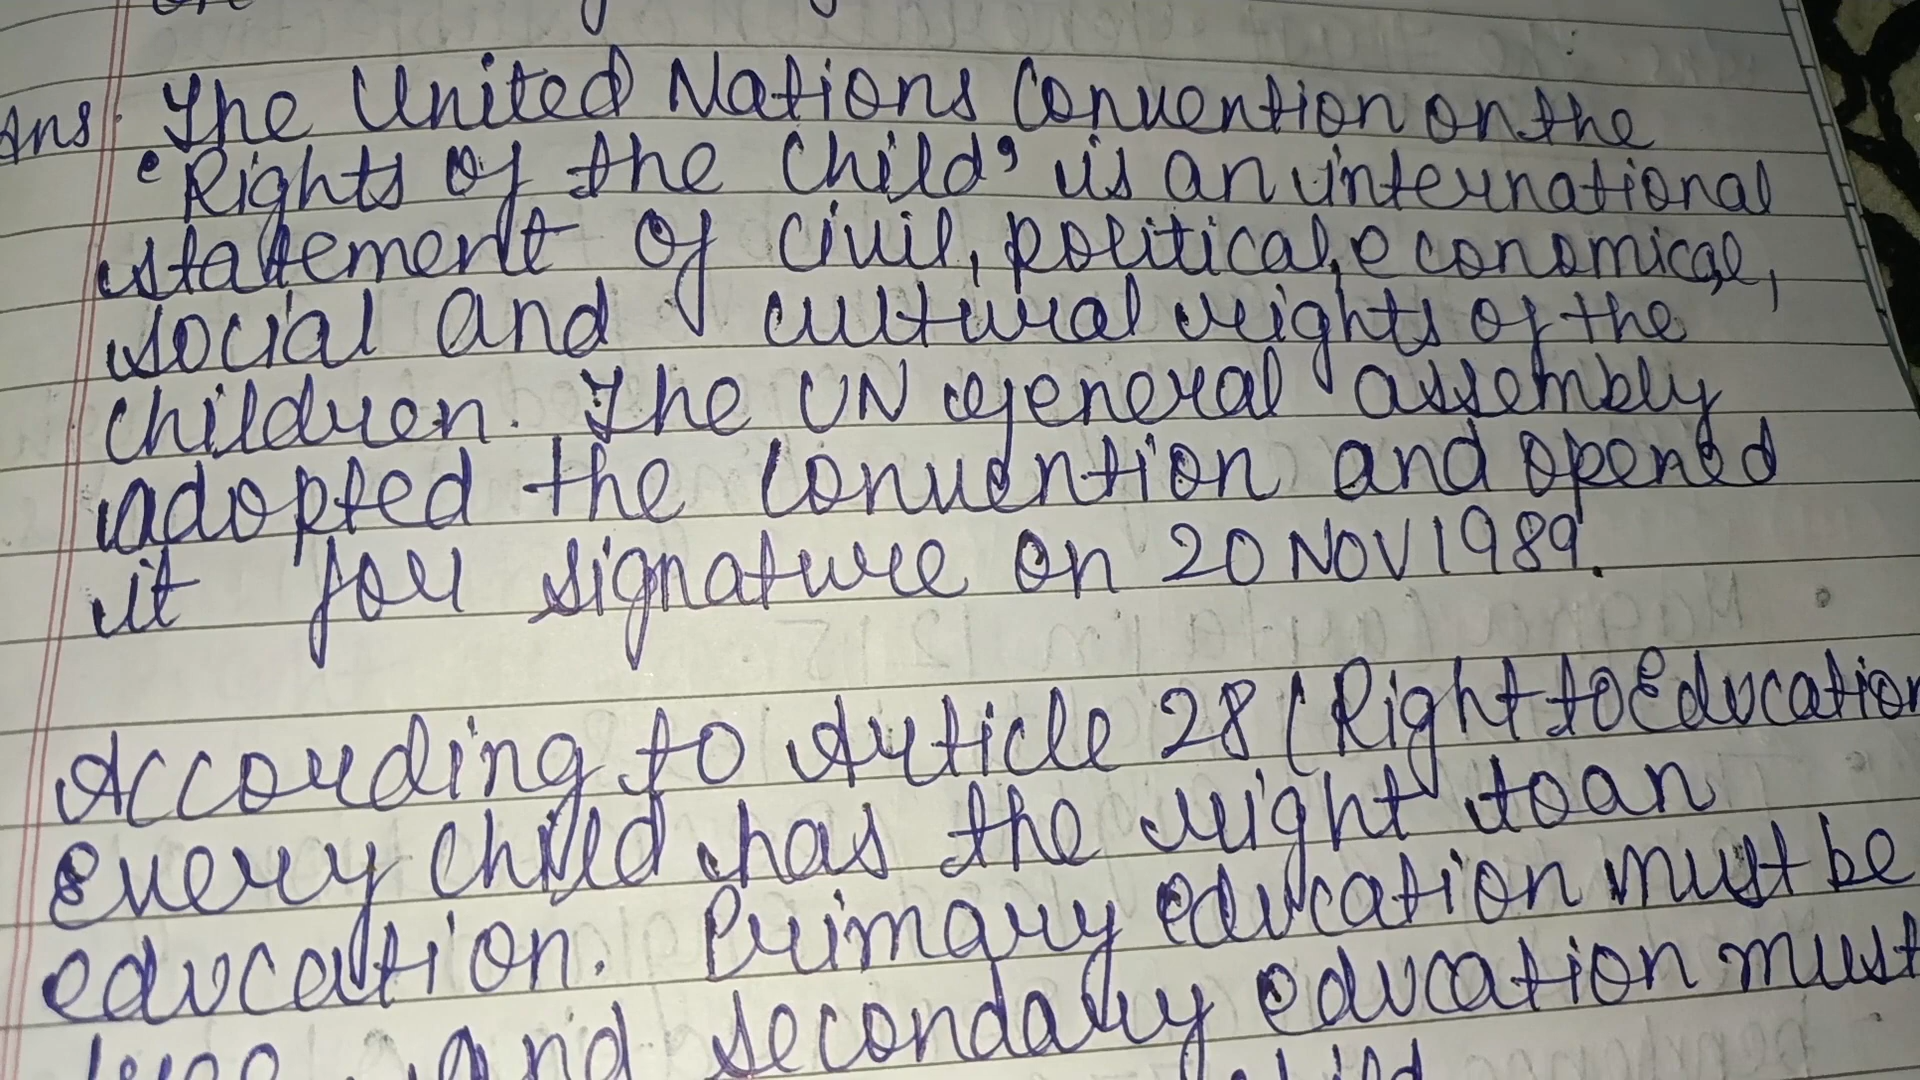 Ans. The United Nations Convention on the
‘Rights of the Child’ is an international
statement of civil, political, economical,
social and cultural rights of the
children. The UN general assembly
adopted the convention and opened
it for signature on 20 NOV 1989.
According to Article 28 (Right to Education
every child has the right to an
education. Primary education must be
and secondary education must